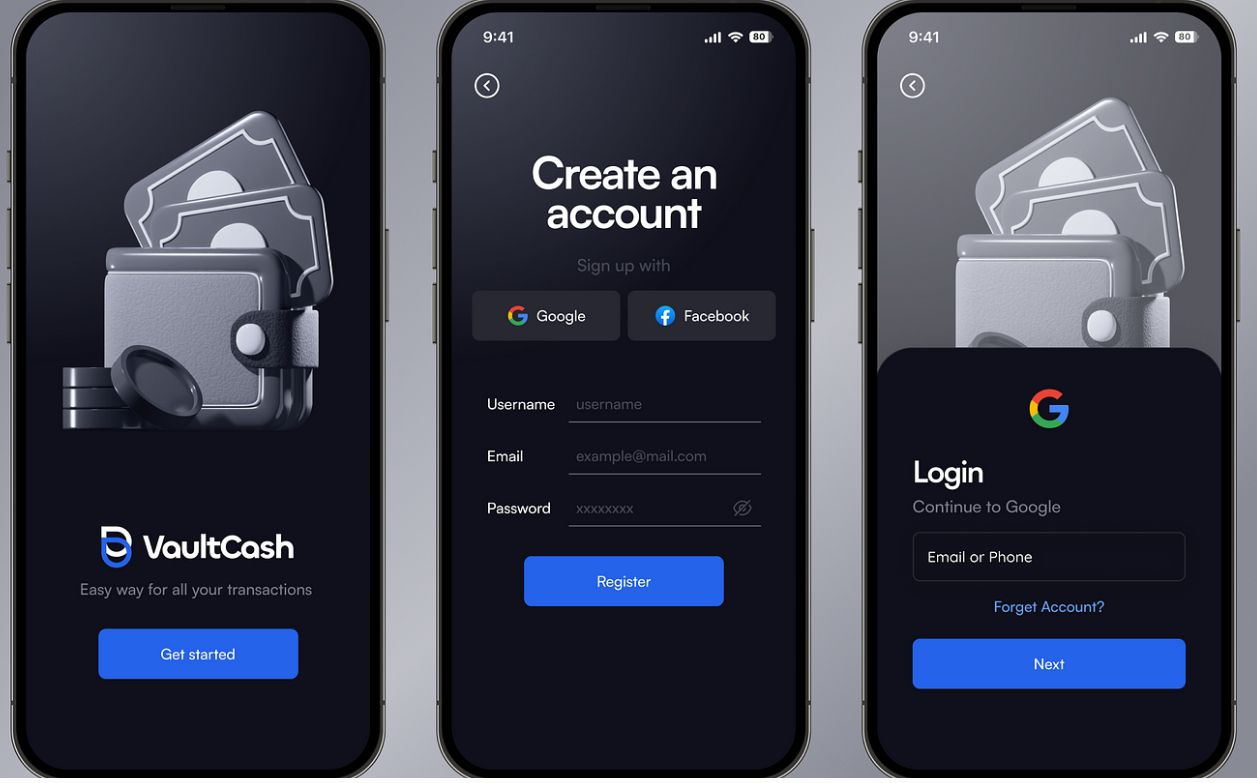 VaultCash
Easy way for all your transactions
Get started
9:41
80
Create an
account
Sign up with
Google
Facebook
Username
username
Email
example@mail.com
Password
xxxxxxxx
Register
9:41
80
Login
Continue to Google
Email or Phone
Forget Account?
Next